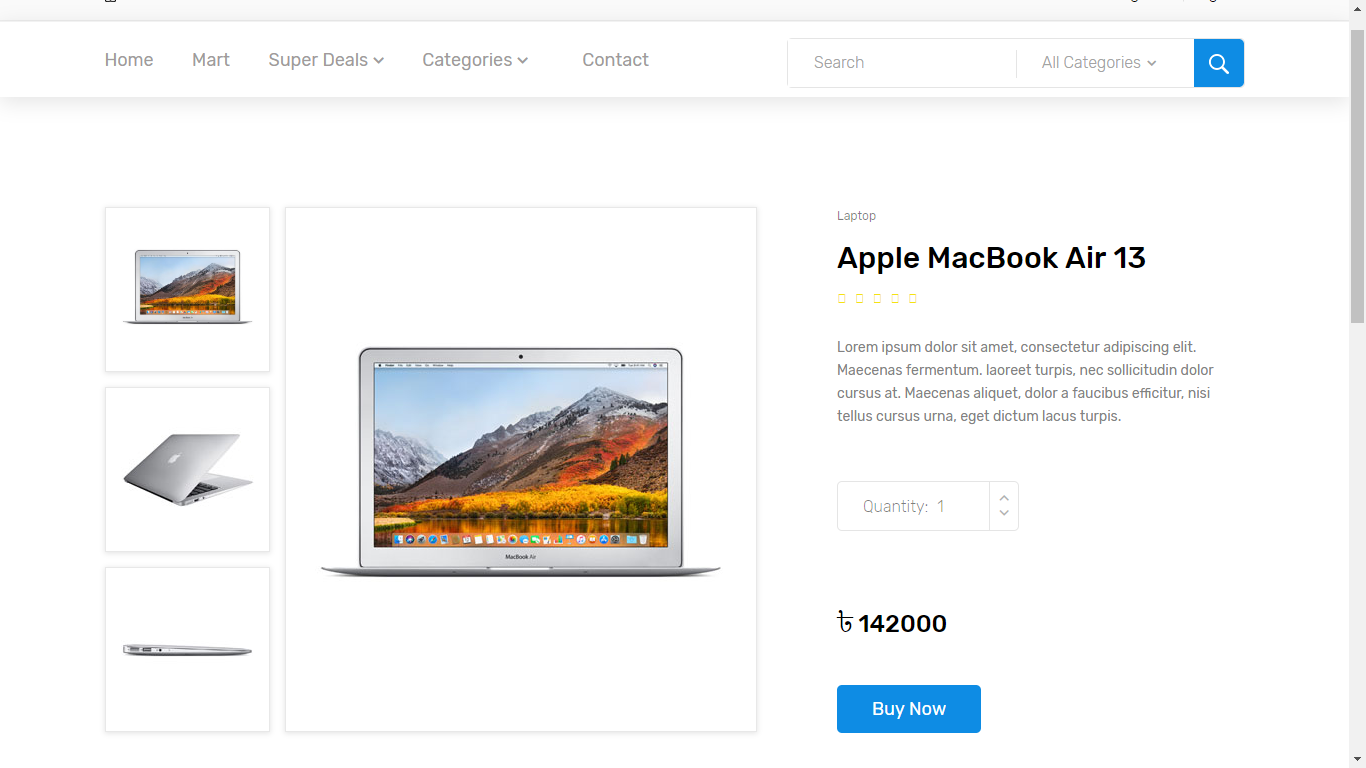 Home Mart Super Deals Categories Contact
Search All Categories
Laptop
Apple MacBook Air 13
Lorem ipsum dolor sit amet, consectetur adipiscing elit.
Maecenas fermentum. laoreet turpis, nec sollicitudin dolor
cursus at. Maecenas aliquet, dolor a faucibus efficitur, nisi
tellus cursus urna, eget dictum lacus turpis.
Quantity: 1
৳ 142000
Buy Now
MacBook Air